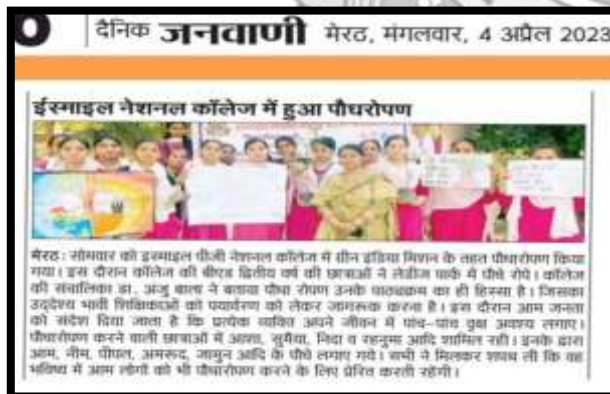 दैनिक जनवाणी मेरठ, मंगलवार, 4 अप्रैल 2023
ईस्माइल नेशनल कॉलेज में हुआ पौधरोपण
मेरठ: सोमवार को इस्माइल पीजी नेशनल कॉलेज में ग्रीन इंडिया मिशन के तहत पौधारोपण किया
गया। इस दौरान कॉलेज की बीएड द्वितीय वर्ष की छात्राओं ने लेडीज पार्क में पौधे रोपे। कॉलेज
की संचालिका डा. अंजु बाला ने बताया पौधा रोपण उनके पाठ्यक्रम का ही हिस्सा है। जिसका
उद्देश्य भावी शिक्षिकाओं को पर्यावरण को लेकर जागरूक करना है। इस दौरान आम जनता
को संदेश दिया जाता है कि प्रत्येक व्यक्ति अपने जीवन में पांच-पांच वृक्ष अवश्य लगाए।
पौधारोपण करने वाली छात्राओं में आशा, सुमैया, निदा व रहनुमा आदि शामिल रही। इनके द्वारा
आम, नीम, पीपल, अमरूद, जामुन आदि के पौधे लगाए गये। सभी ने मिलकर शपथ ली कि वह
भविष्य में आम लोगों को भी पौधारोपण करने के लिए प्रेरित करती रहेंगी।